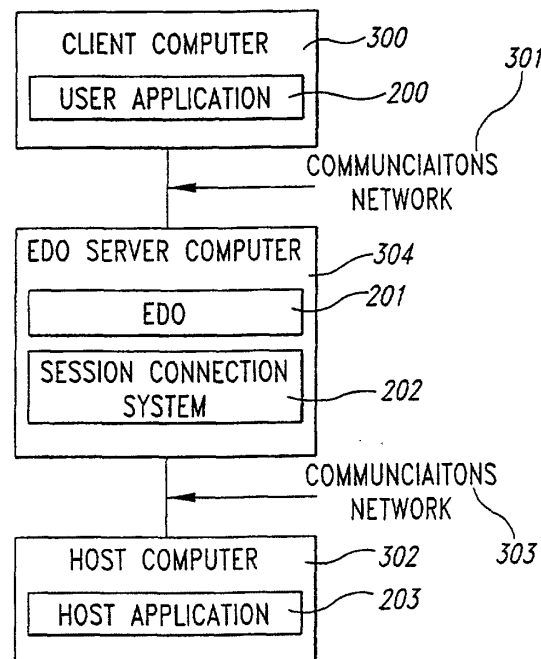 CLIENT COMPUTER
300
USER APPLICATION
200
301
COMMUNCIAITONS
NETWORK
EDO SERVER COMPUTER
304
EDO
201
SESSION CONNECTION
SYSTEM
202
COMMUNCIAITONS
NETWORK
303
HOST COMPUTER
302
HOST APPLICATION
203